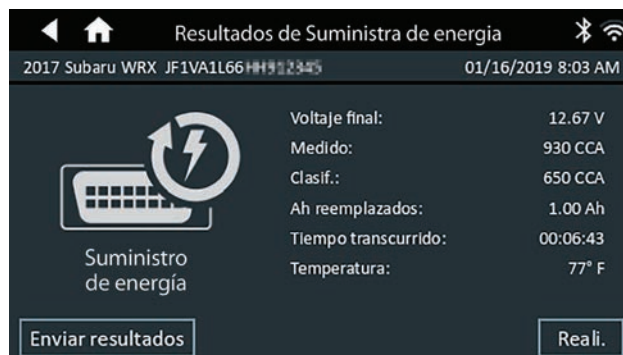 Resultados de Suministra de energia
2017 Subaru WRX JF1VA1L66
01/16/2019 8:03 AM
Voltaje final: 12.67 V
Medido: 930 CCA
Clasif.: 650 CCA
Ah reemplazados: 1.00 Ah
Tiempo transcurrido: 00:06:43
Temperatura: 77° F
Suministro
de energía
Enviar resultados
Reali.